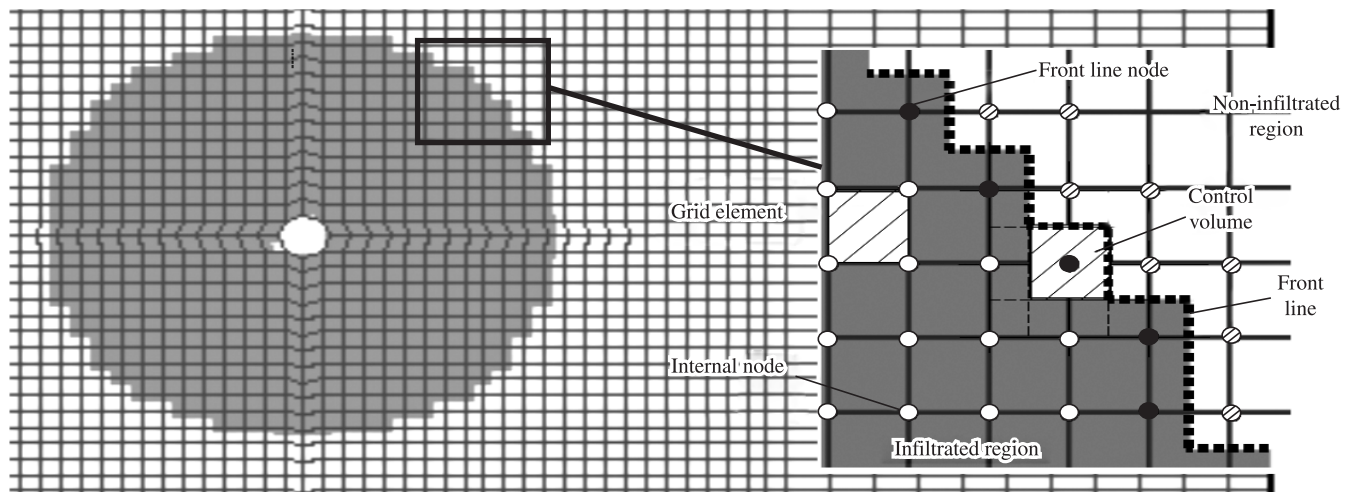 Front line node
Non-infiltrated
region
Control
volume
Grid element
Front
line
Internal node
Infiltrated region